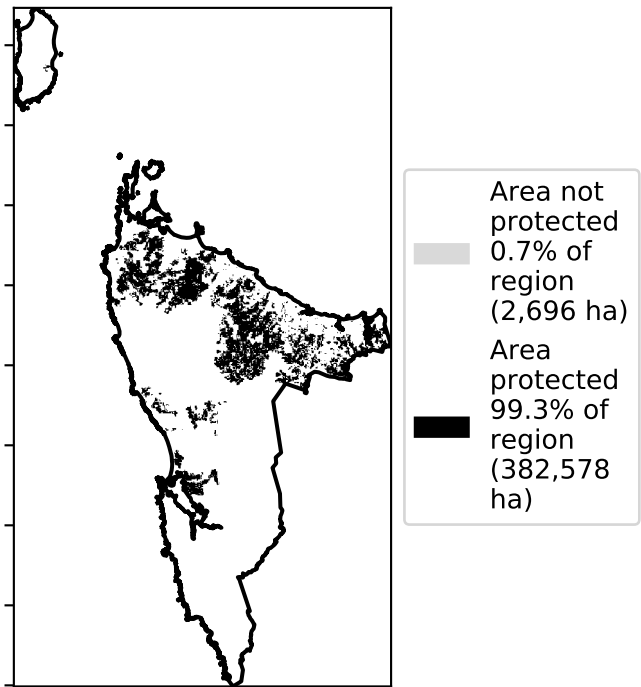 Area not
protected
0.7% of
region
(2,696 ha)
Area
protected
99.3% of
region
(382,578
ha)